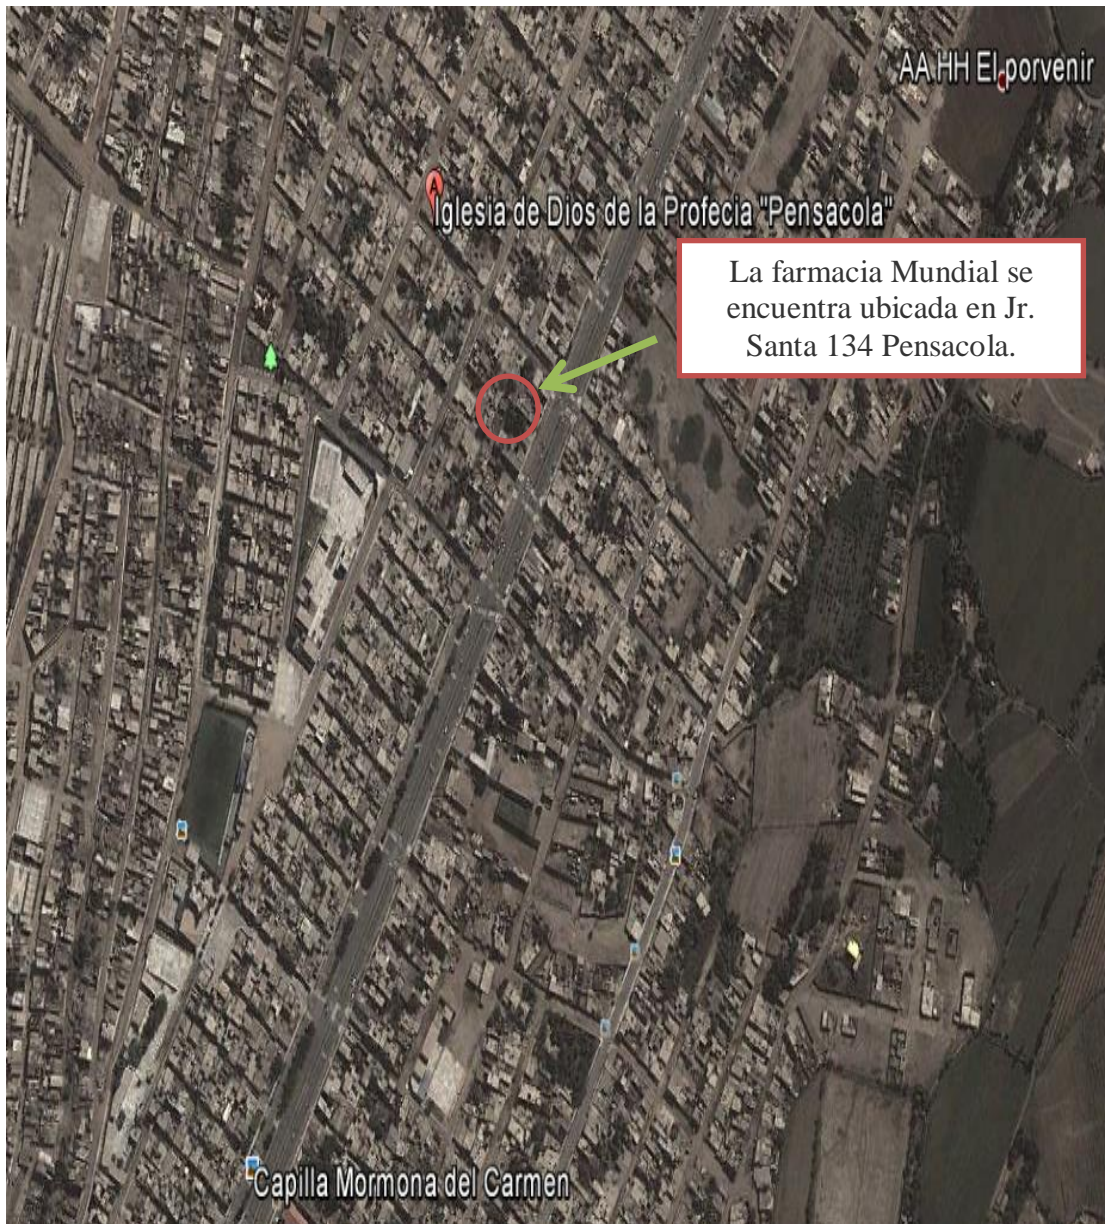 AA.HH El porvenir
A
Iglesia de Dios de la Profecia "Pensacola"
La farmacia Mundial se
encuentra ubicada en Jr.
Santa 134 Pensacola.
Capilla Mormona del Carmen